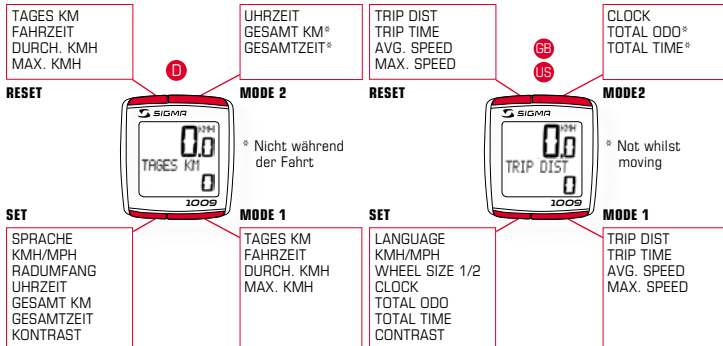 TAGES KM
FAHRZEIT
DURCH. KMH
MAX. KMH
RESET
UHRZEIT
GESAMT KM*
GESAMTZEIT*
MODE 2
D
SIGMA
KMH
0.0
TAGES KM
0
1009
* Nicht während
der Fahrt
SET
SPRACHE
KMH/MPH
RADUMFANG
UHRZEIT
GESAMT KM
GESAMTZEIT
KONTRAST
MODE 1
TAGES KM
FAHRZEIT
DURCH. KMH
MAX. KMH
TRIP DIST
TRIP TIME
AVG. SPEED
MAX. SPEED
RESET
GB
US
CLOCK
TOTAL ODO*
TOTAL TIME*
MODE2
SIGMA
KMH
0.0
TRIP DIST
0
1009
* Not whilst
moving
SET
LANGUAGE
KMH/MPH
WHEEL SIZE 1/2
CLOCK
TOTAL ODO
TOTAL TIME
CONTRAST
MODE 1
TRIP DIST
TRIP TIME
AVG. SPEED
MAX. SPEED